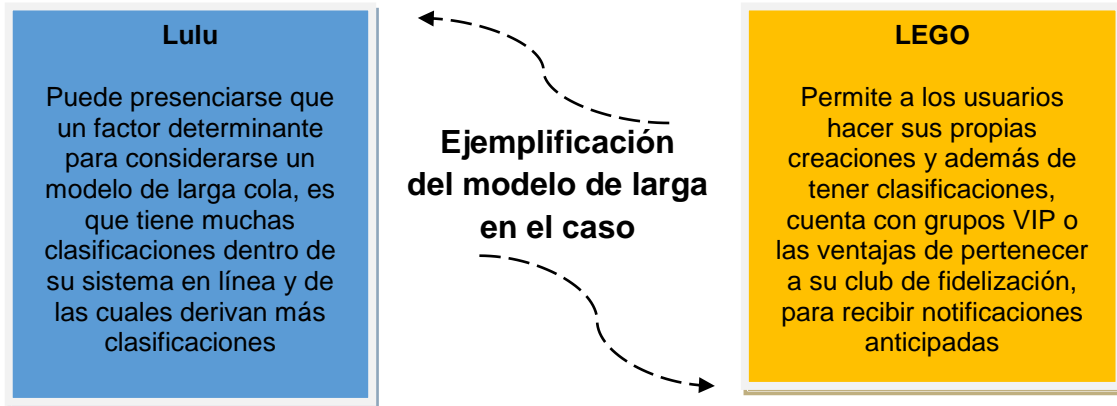 Lulu
Puede presenciarse que
un factor determinante
para considerarse un
modelo de larga cola, es
que tiene muchas
clasificaciones dentro de
su sistema en línea y de
las cuales derivan más
clasificaciones
Ejemplificación
del modelo de larga
en el caso
LEGO
Permite a los usuarios
hacer sus propias
creaciones y además de
tener clasificaciones,
cuenta con grupos VIP o
las ventajas de pertenecer
a su club de fidelización,
para recibir notificaciones
anticipadas